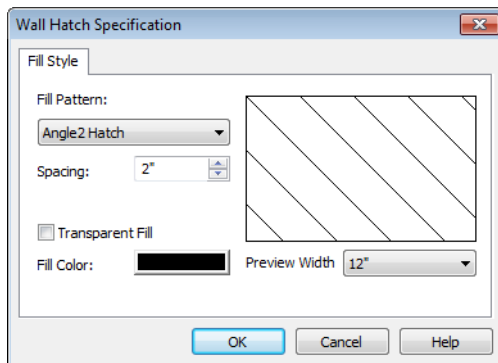 Wall Hatch Specification
Fill Style
Fill Pattern:
Angle2 Hatch
Spacing: 2"
Transparent Fill
Fill Color:
Preview Width 12"
OK Cancel Help